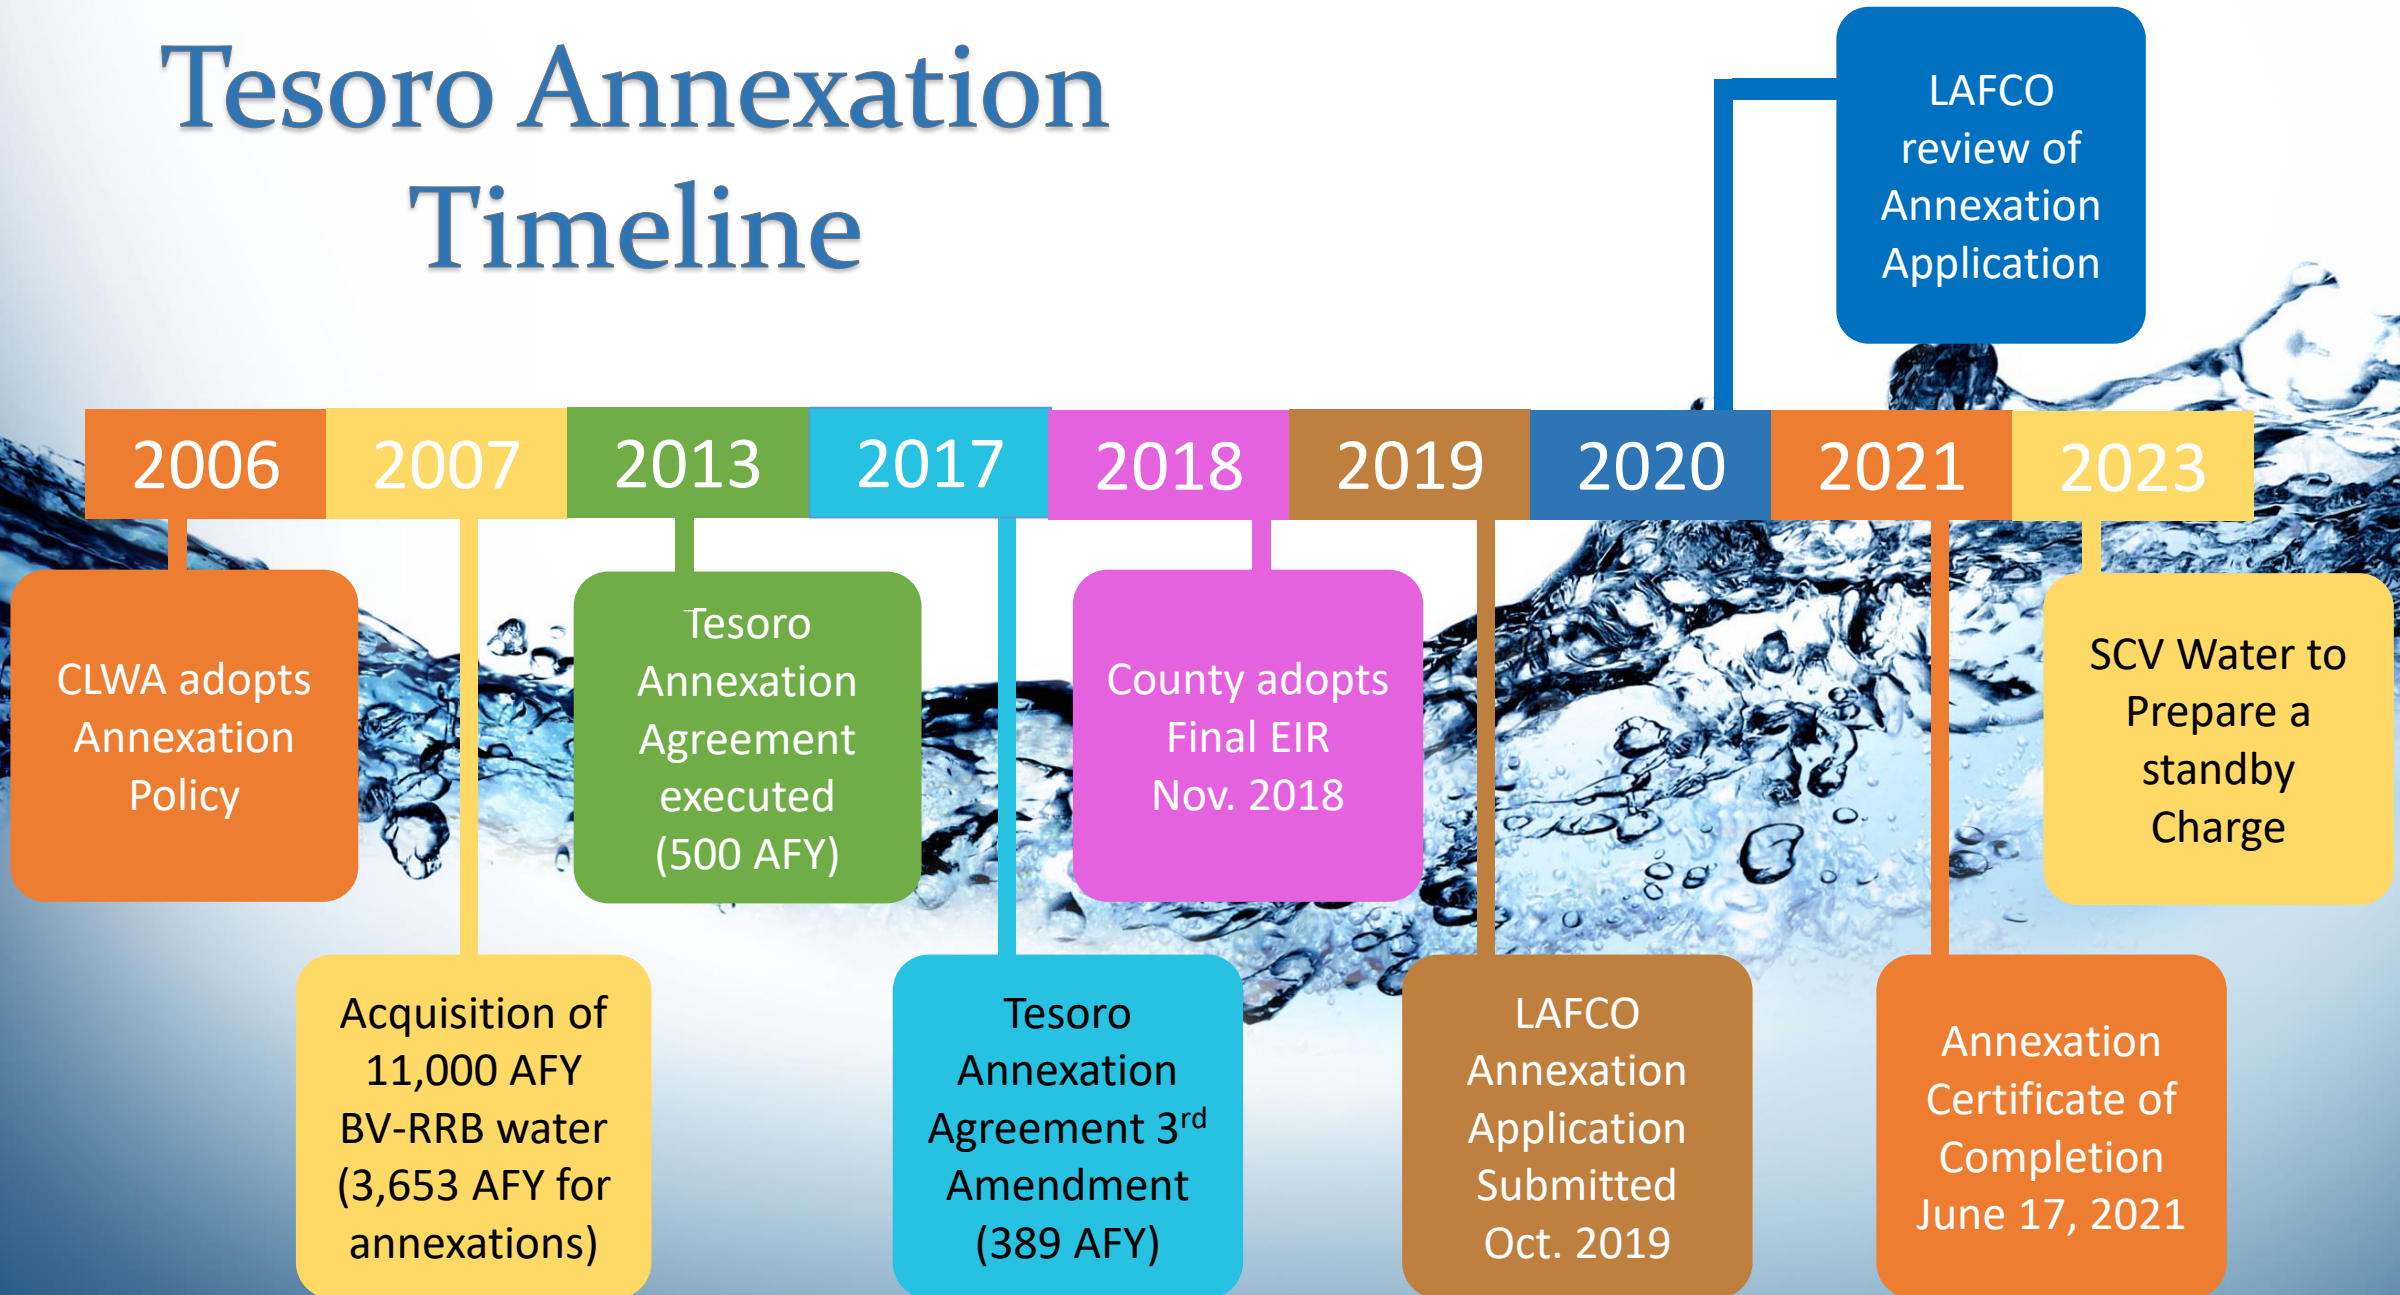 Tesoro Annexation
Timeline
LAFCO
review of
Annexation
Application
2006
2007
2013
2017
2018
2019
2020
2021
2023
CLWA adopts
Annexation
Policy
Tesoro
Annexation
Agreement
executed
(500 AFY)
County adopts
Final EIR
Nov. 2018
SCV Water to
Prepare a
standby
Charge
Acquisition of
11,000 AFY
BV-RRB water
(3,653 AFY for
annexations)
Tesoro
Annexation
Agreement 3rd
Amendment
(389 AFY)
LAFCO
Annexation
Application
Submitted
Oct. 2019
Annexation
Certificate of
Completion
June 17, 2021